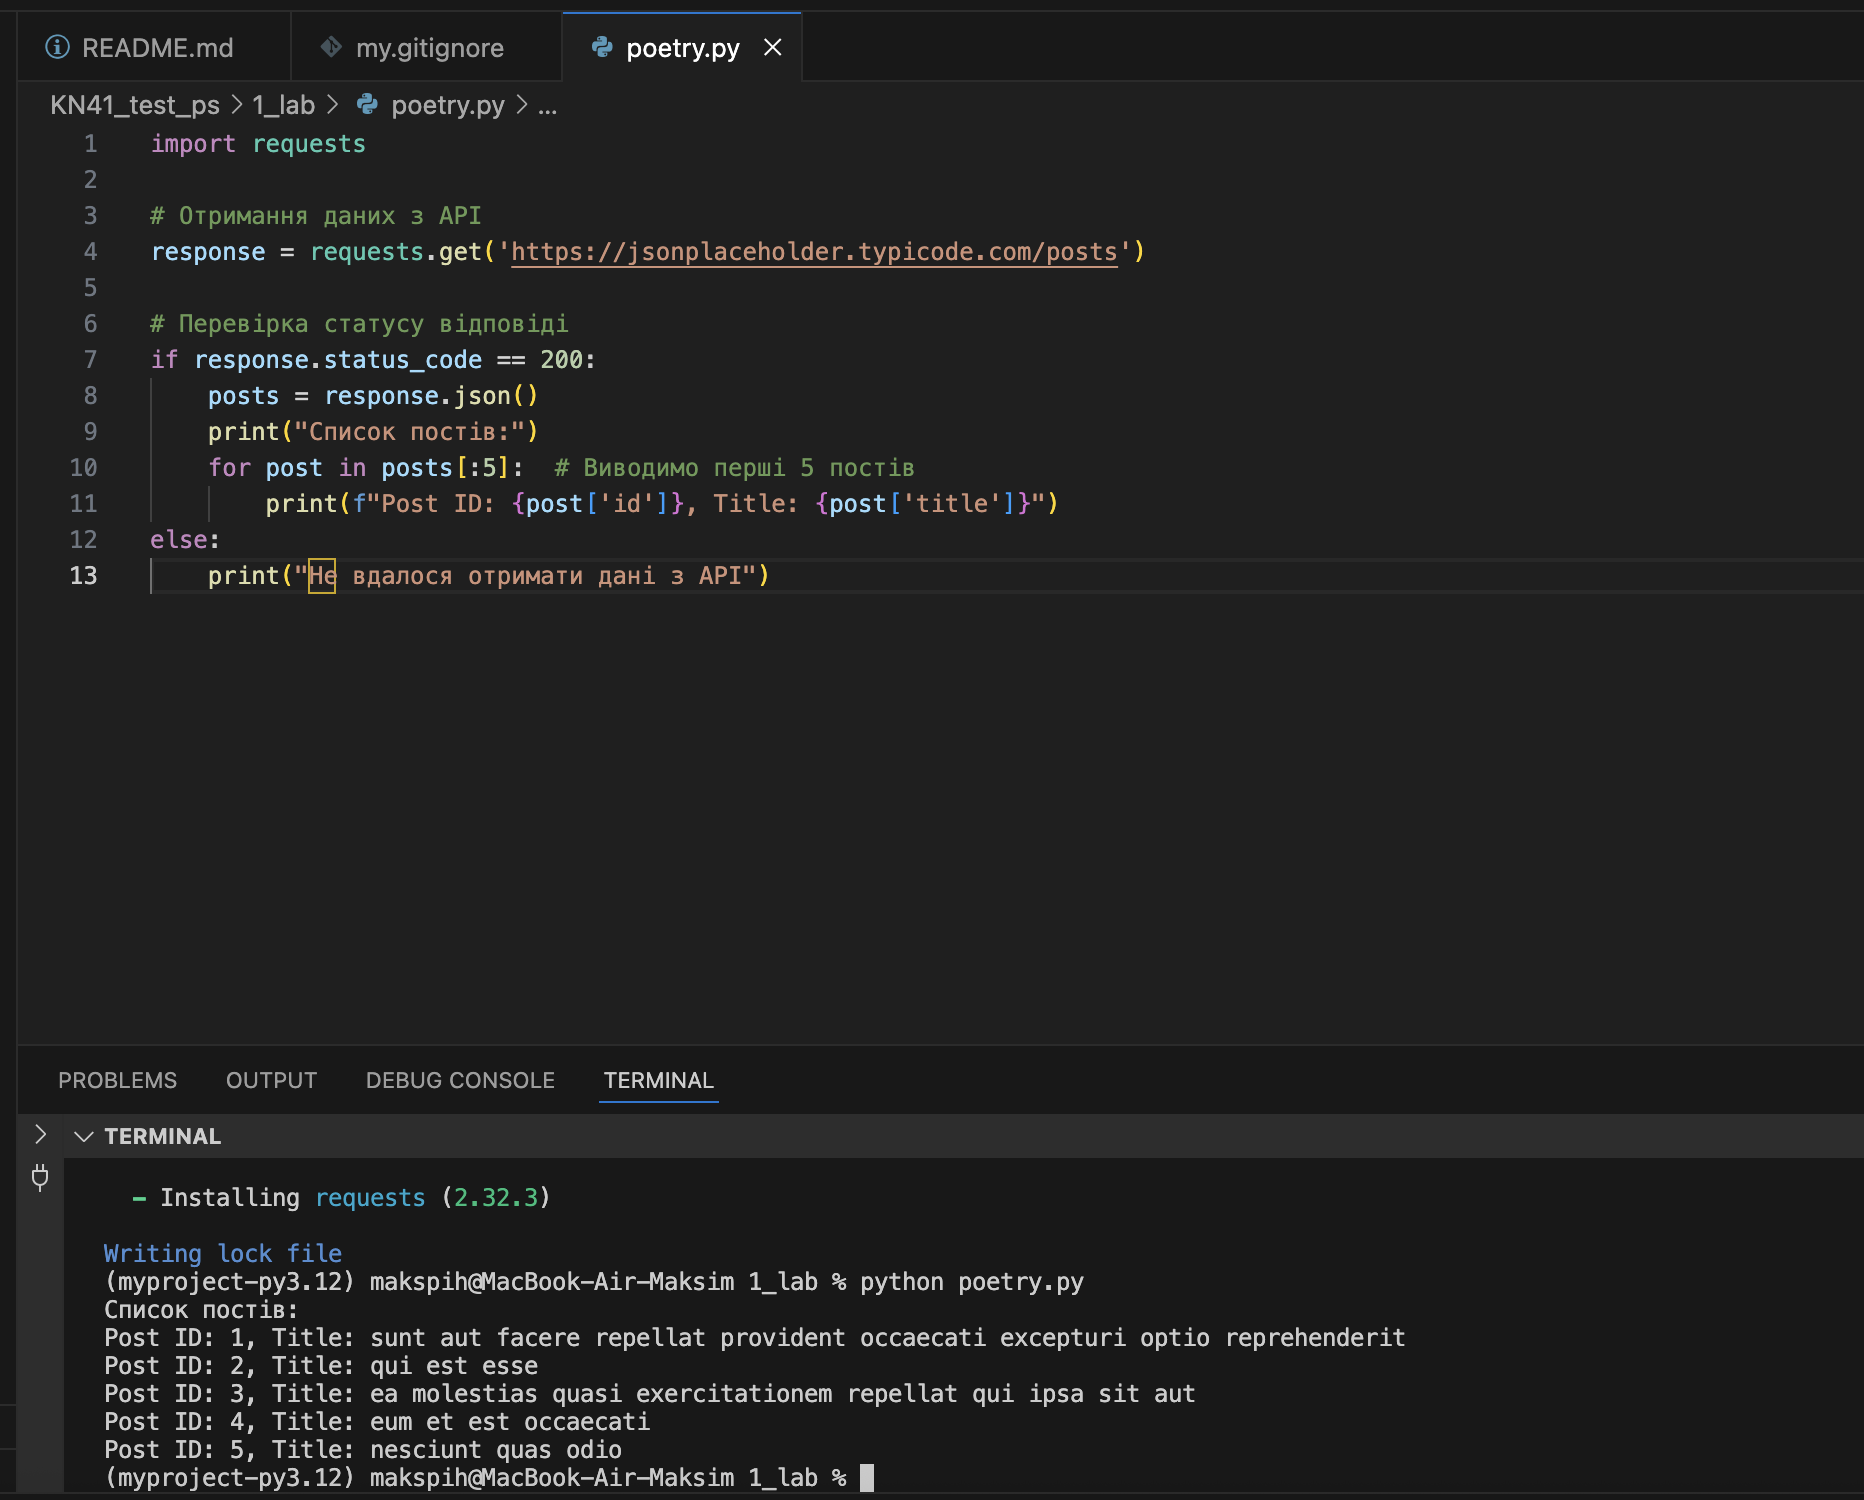 README.md
my.gitignore
poetry.py
KN41_test_ps > 1_lab > poetry.py > ...
1 import requests
2
3 # Отримання даних з API
4 response = requests.get('https://jsonplaceholder.typicode.com/posts')
5
6 # Перевірка статусу відповіді
7 if response.status_code == 200:
8     posts = response.json()
9     print("Список постів:")
10     for post in posts[:5]:  # Виводимо перші 5 постів
11         print(f"Post ID: {post['id']}, Title: {post['title']}")
12 else:
13     print("Не вдалося отримати дані з API")
PROBLEMS OUTPUT DEBUG CONSOLE TERMINAL
TERMINAL
- Installing requests (2.32.3)
Writing lock file
(myproject-py3.12) makspih@MacBook-Air-Maksim 1_lab % python poetry.py
Список постів:
Post ID: 1, Title: sunt aut facere repellat provident occaecati excepturi optio reprehenderit
Post ID: 2, Title: qui est esse
Post ID: 3, Title: ea molestias quasi exercitationem repellat qui ipsa sit aut
Post ID: 4, Title: eum et est occaecati
Post ID: 5, Title: nesciunt quas odio
(myproject-py3.12) makspih@MacBook-Air-Maksim 1_lab %